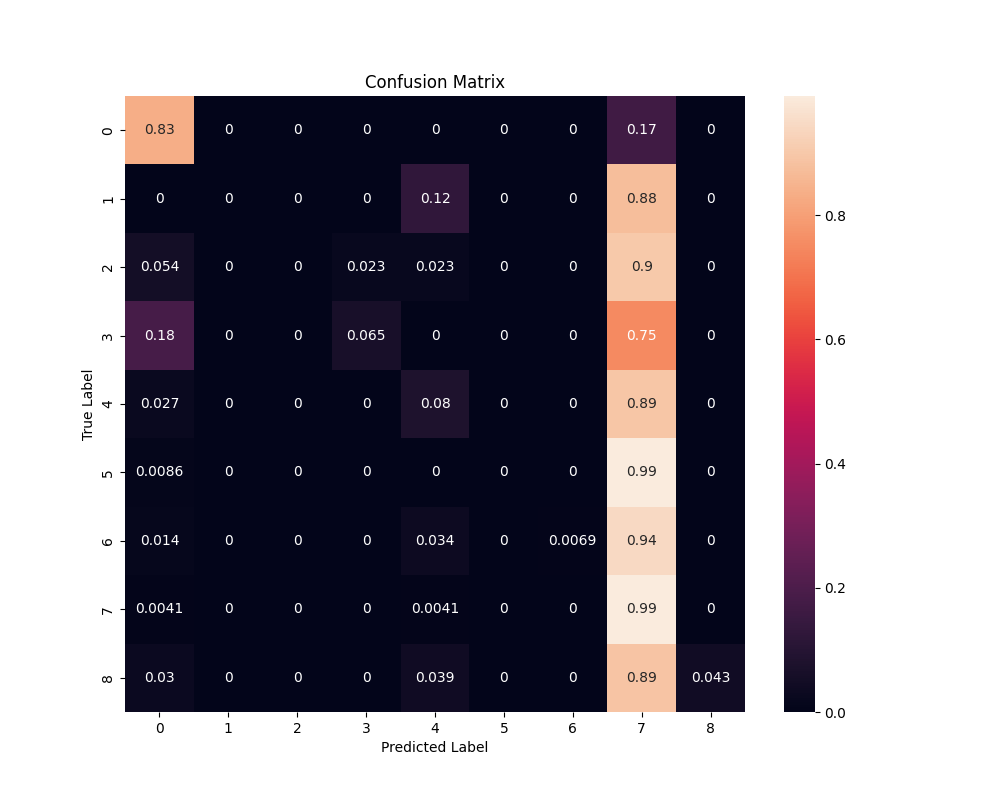 Confusion Matrix
True Label
0 0.83 0 0 0 0 0 0 0.17 0
1 0 0 0 0 0.12 0 0 0.88 0
2 0.054 0 0 0.023 0.023 0 0 0.9 0
3 0.18 0 0 0.065 0 0 0 0.75 0
4 0.027 0 0 0 0.08 0 0 0.89 0
5 0.0086 0 0 0 0 0 0 0.99 0
6 0.014 0 0 0 0.034 0 0.0069 0.94 0
7 0.0041 0 0 0 0.0041 0 0 0.99 0
8 0.03 0 0 0 0.039 0 0 0.89 0.043
0 1 2 3 4 5 6 7 8
Predicted Label
0.8
0.6
0.4
0.2
0.0